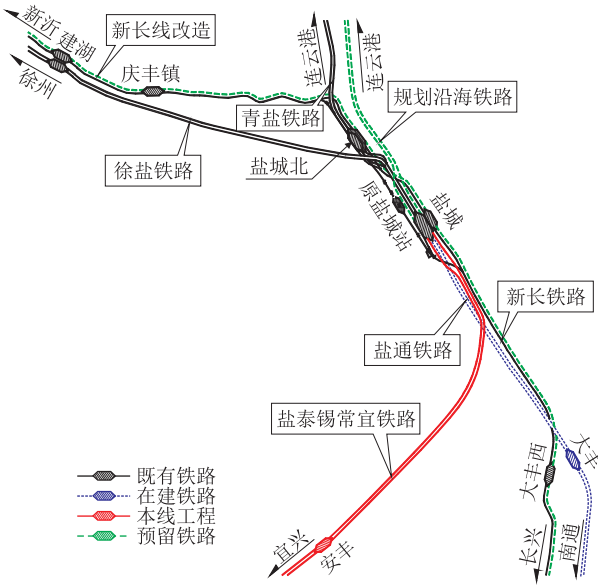 新沂
建湖
新长线改造
徐州
庆丰镇
连云港
连云港
青盐铁路
规划沿海铁路
徐盐铁路
盐城北
原盐城站
盐城
新长铁路
盐通铁路
盐泰锡常宜铁路
大丰
大丰西
既有铁路
在建铁路
本线工程
预留铁路
宜兴
安丰
长兴
南通